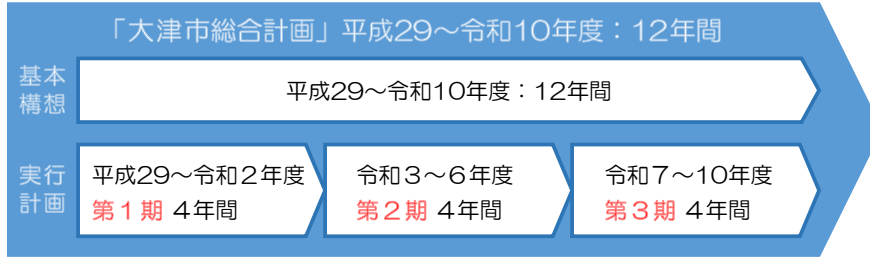 「大津市総合計画」平成29～令和10年度：12年間
基本
構想
平成29～令和10年度：12年間
実行
計画
平成29～令和２年度
第１期 4年間
令和３～６年度
第２期 4年間
令和７～10年度
第３期 4年間